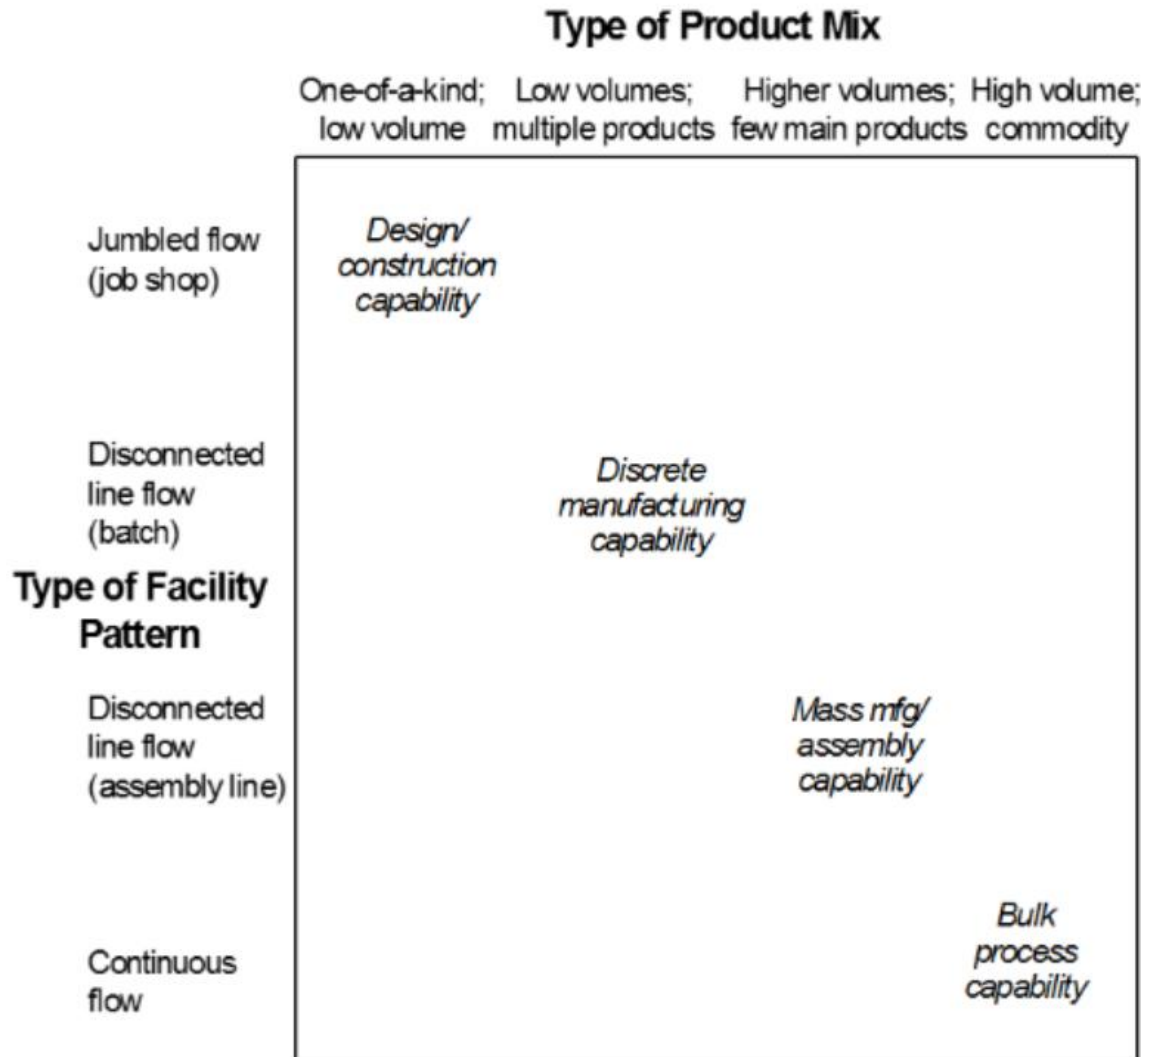 Type of Product Mix
One-of-a-kind; Low volumes; Higher volumes; High volume;
low volume multiple products few main products commodity
Jumbled flow
(job shop)
Design/
construction
capability
Disconnected
line flow
(batch)
Discrete
manufacturing
capability
Type of Facility
Pattern
Disconnected
line flow
(assembly line)
Mass mfg/
assembly
capability
Continuous
flow
Bulk
process
capability